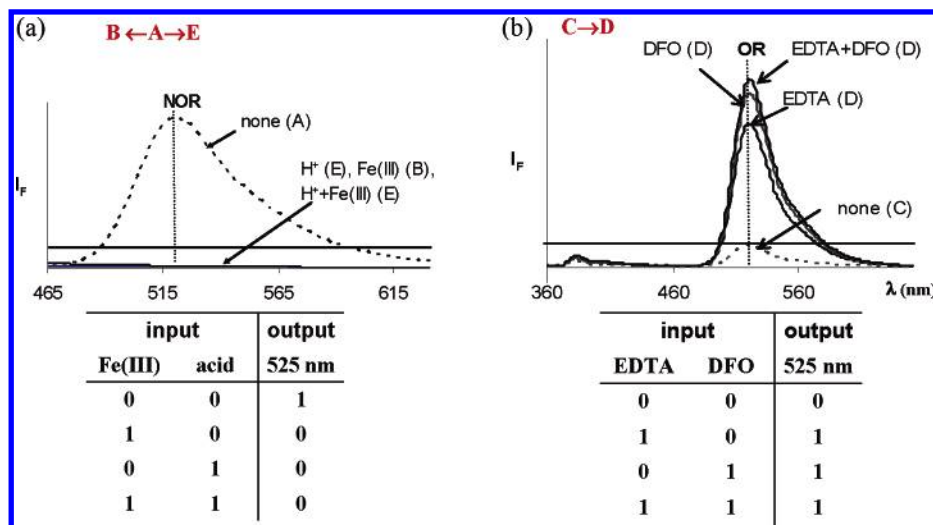 (a)
B ←A→E
NOR
none (A)
H⁺ (E), Fe(III) (B),
H⁺+Fe(III) (E)
I_F
465 515 565 615
input output
Fe(III) acid 525 nm
0 0 1
1 0 0
0 1 0
1 1 0
(b)
C→D
DFO (D) OR EDTA+DFO (D)
EDTA (D)
none (C)
360 460 560 λ (nm)
input output
EDTA DFO 525 nm
0 0 0
1 0 1
0 1 1
1 1 1